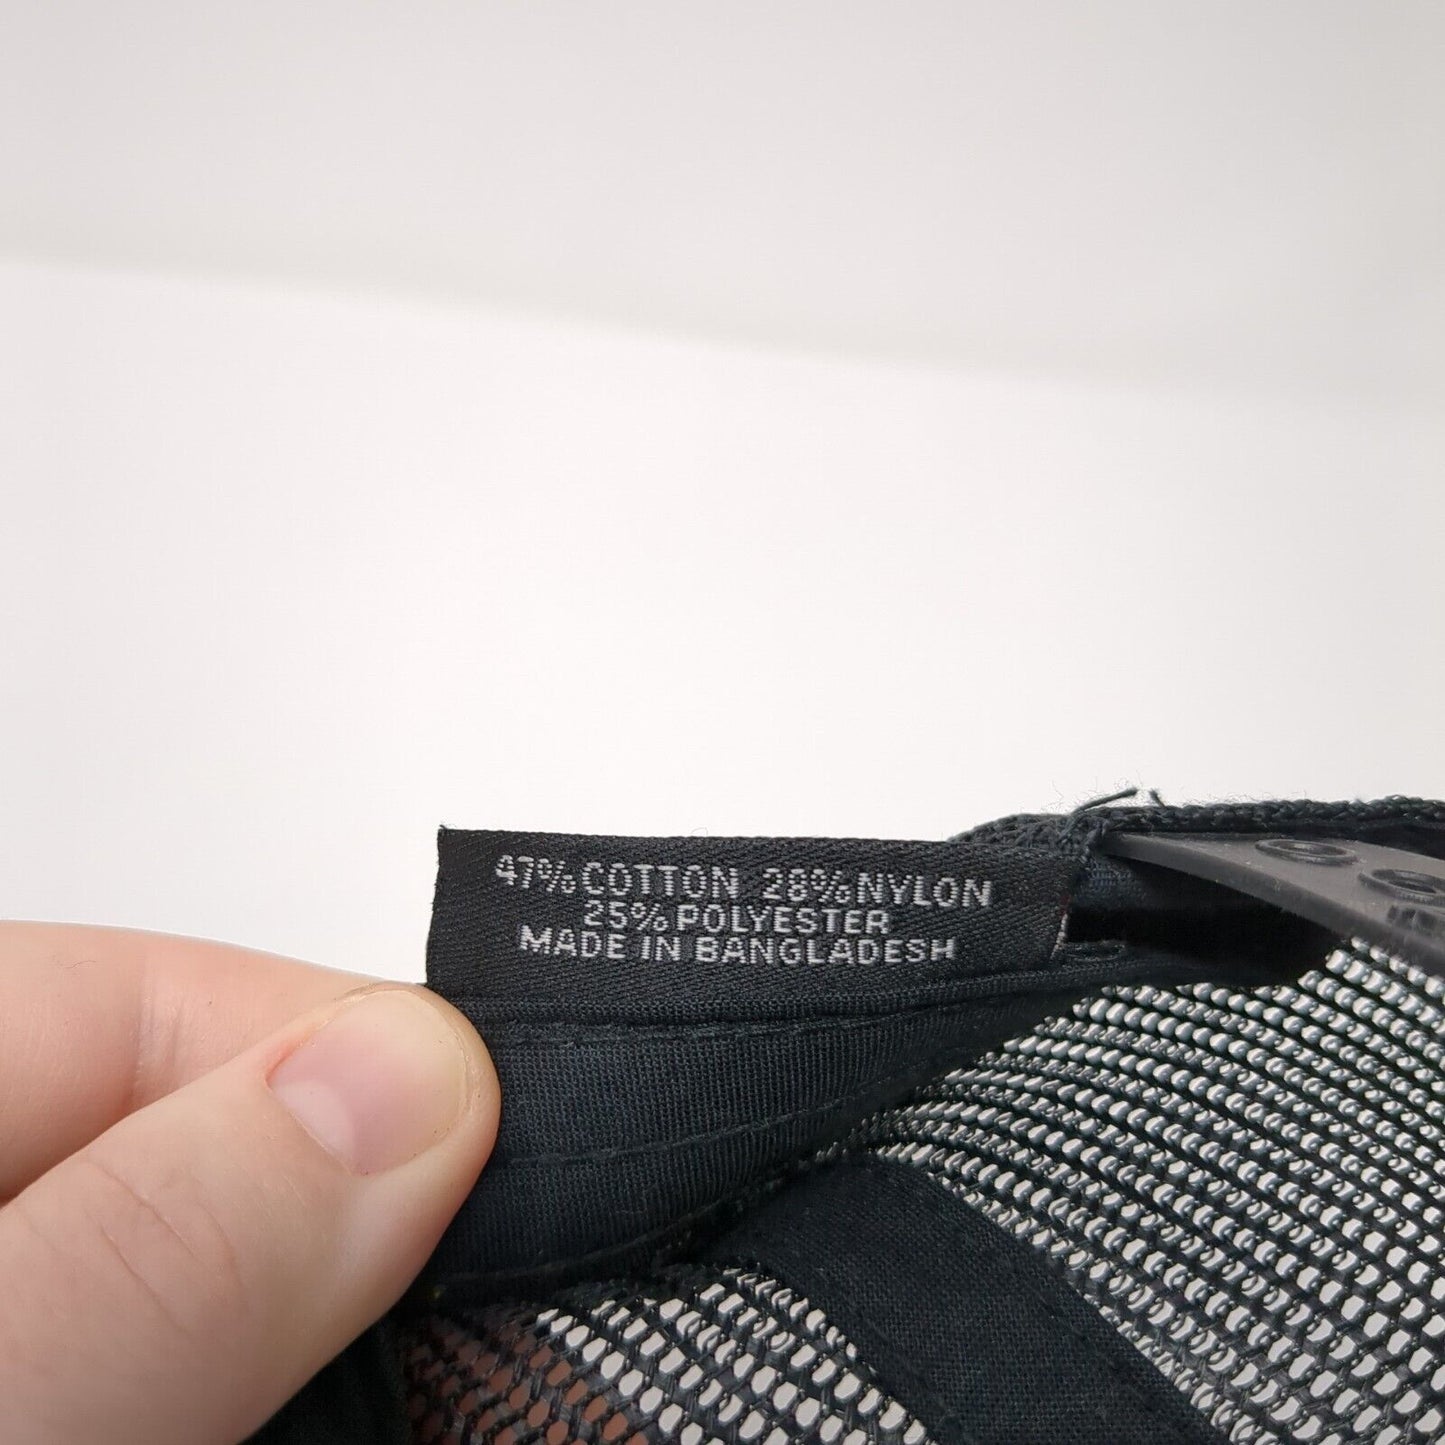 47% COTTON 28% NYLON
25% POLYESTER
MADE IN BANGLADESH